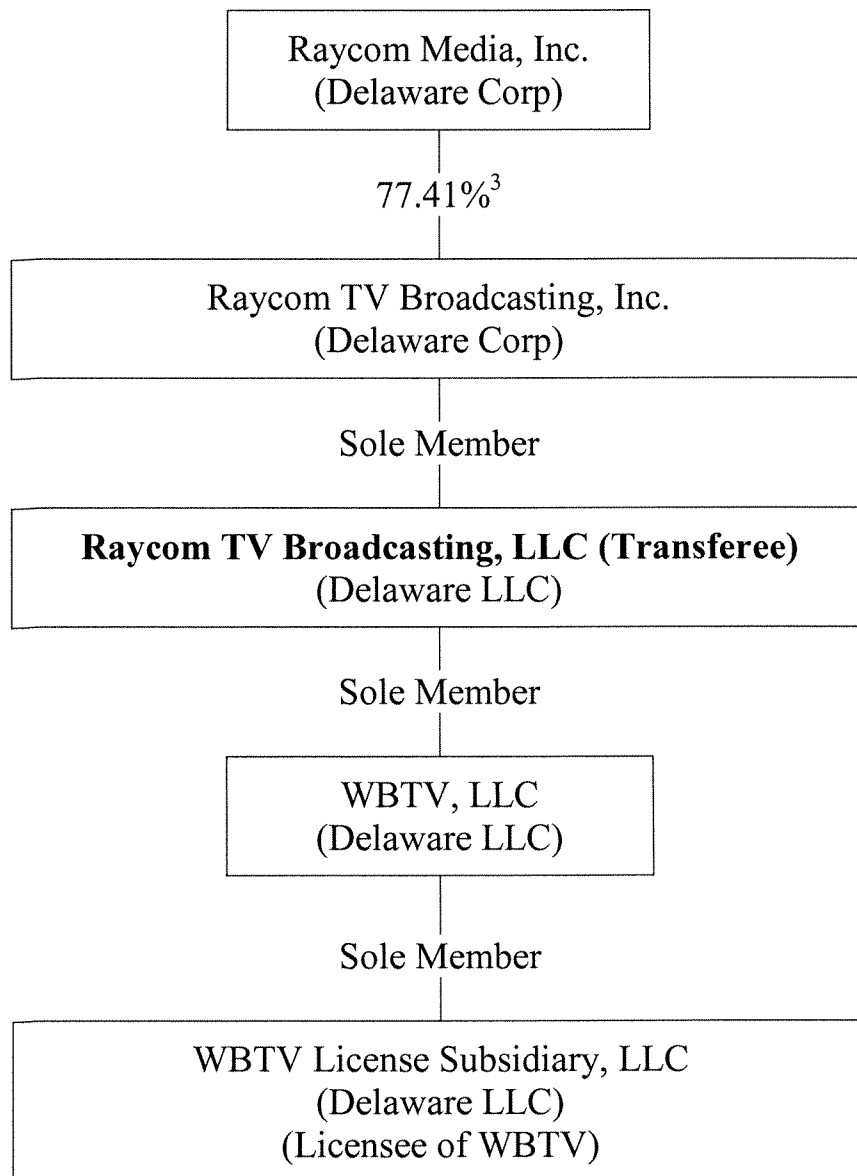 Raycom Media, Inc.
(Delaware Corp)
77.41%³
Raycom TV Broadcasting, Inc.
(Delaware Corp)
Sole Member
Raycom TV Broadcasting, LLC (Transferee)
(Delaware LLC)
Sole Member
WBTV, LLC
(Delaware LLC)
Sole Member
WBTV License Subsidiary, LLC
(Delaware LLC)
(Licensee of WBTV)